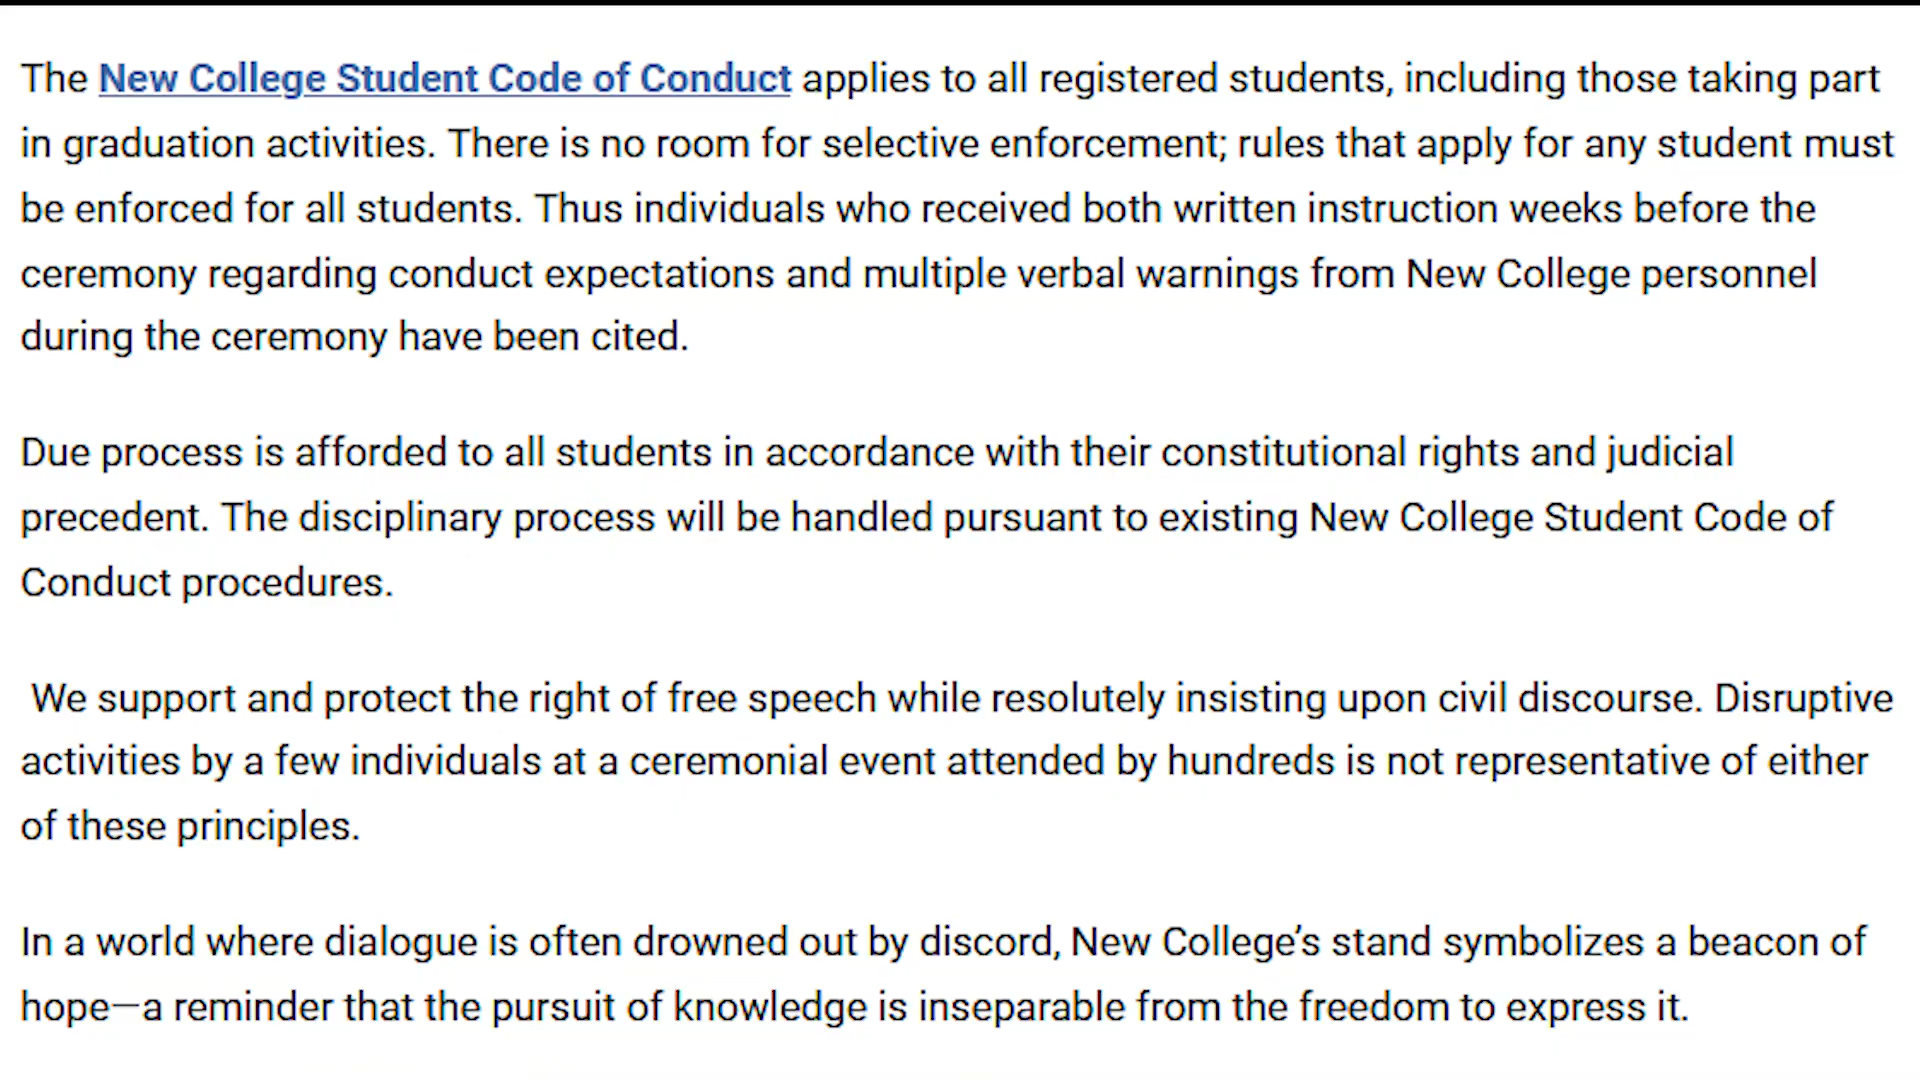 The New College Student Code of Conduct applies to all registered students, including those taking part
in graduation activities. There is no room for selective enforcement; rules that apply for any student must
be enforced for all students. Thus individuals who received both written instruction weeks before the
ceremony regarding conduct expectations and multiple verbal warnings from New College personnel
during the ceremony have been cited.
Due process is afforded to all students in accordance with their constitutional rights and judicial
precedent. The disciplinary process will be handled pursuant to existing New College Student Code of
Conduct procedures.
We support and protect the right of free speech while resolutely insisting upon civil discourse. Disruptive
activities by a few individuals at a ceremonial event attended by hundreds is not representative of either
of these principles.
In a world where dialogue is often drowned out by discord, New College’s stand symbolizes a beacon of
hope—a reminder that the pursuit of knowledge is inseparable from the freedom to express it.